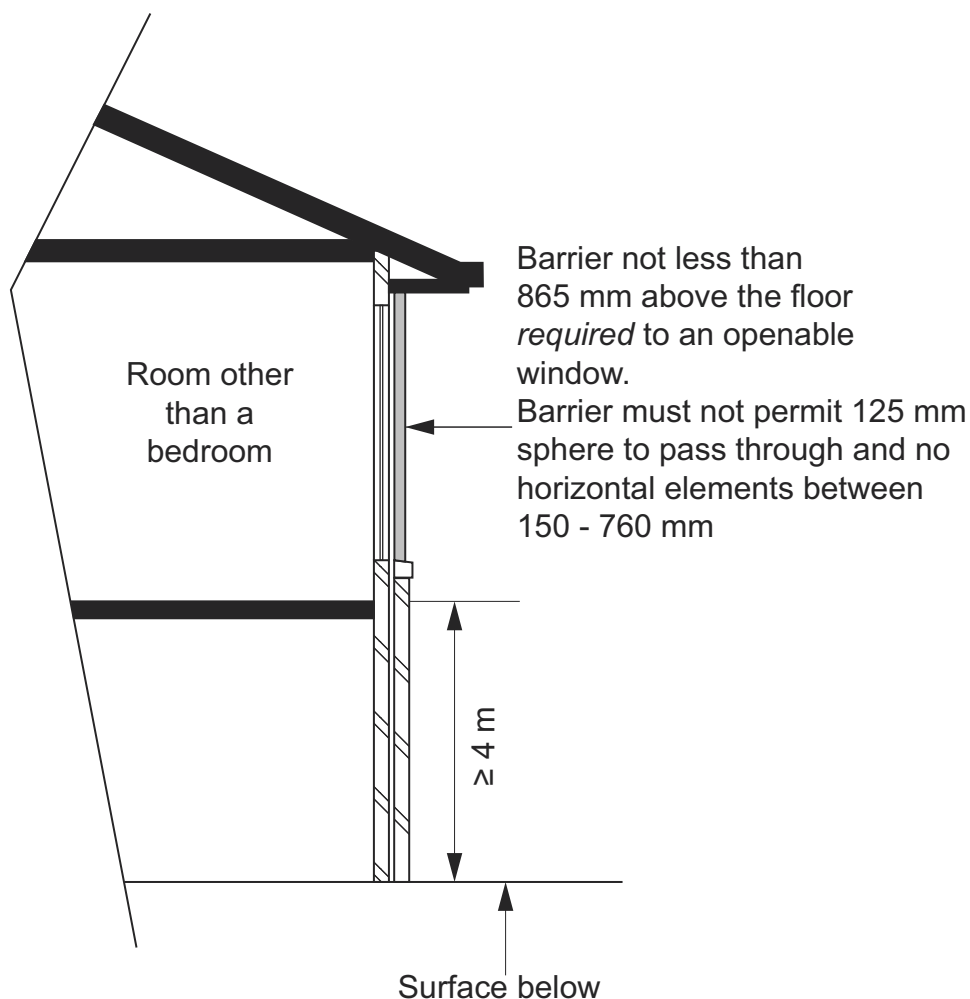 Barrier not less than
865 mm above the floor
required to an openable
window.
Barrier must not permit 125 mm
sphere to pass through and no
horizontal elements between
150 - 760 mm
Room other
than a
bedroom
≥ 4 m
Surface below